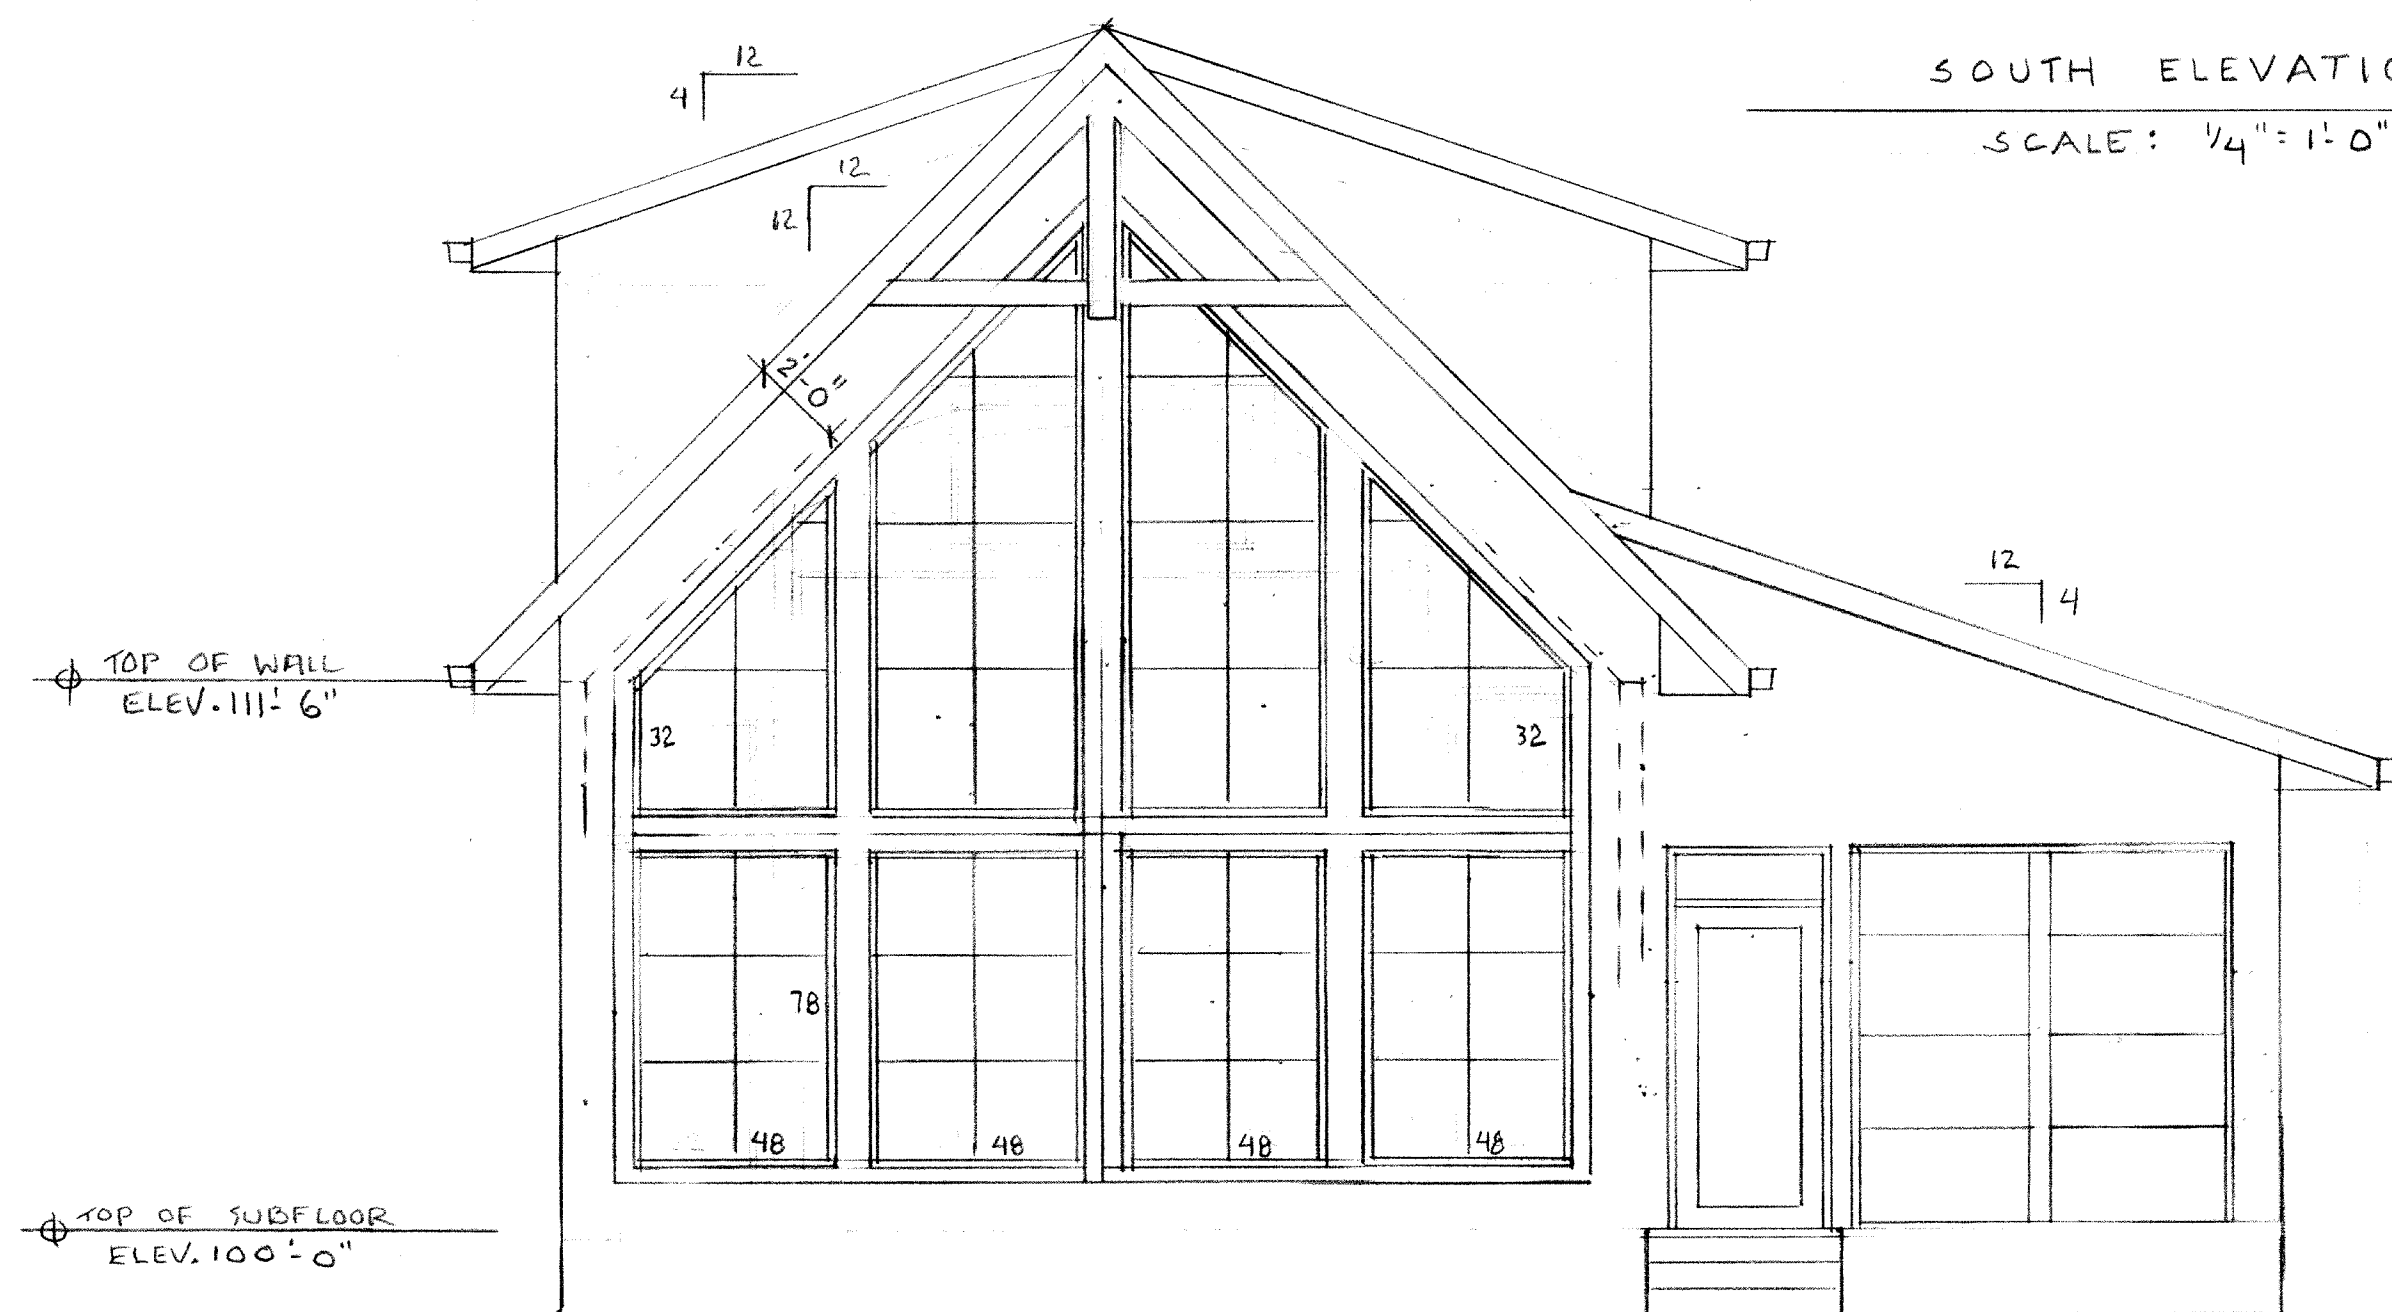 SOUTH ELEVATIO
SCALE: 1/4"=1'-0"
12
4
12
12
2'-0"
12
4
TOP OF WALL
ELEV. 111'-6"
32
32
78
48
48
48
48
TOP OF SUBFLOOR
ELEV. 100'-0"